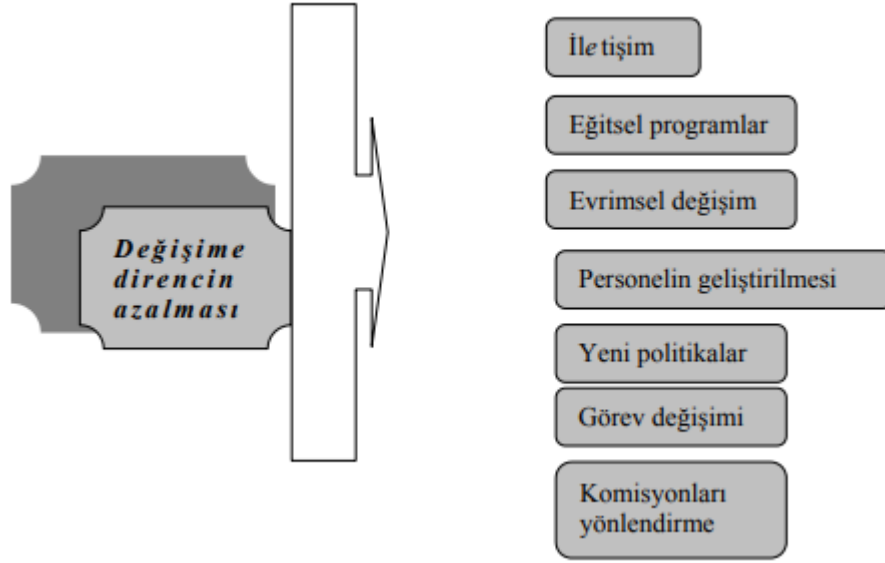 Değişime
direncin
azalması
İletişim
Eğitsel programlar
Evrimsel değişim
Personelin geliştirilmesi
Yeni politikalar
Görev değişimi
Komisyonları
yönlendirme